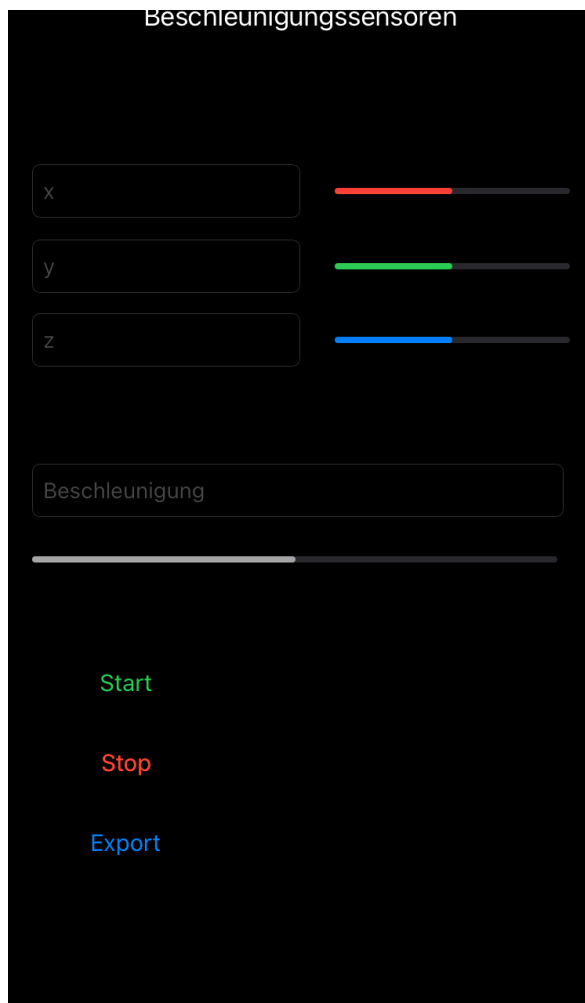 Beschleunigungssensoren
x
y
z
Beschleunigung
Start
Stop
Export